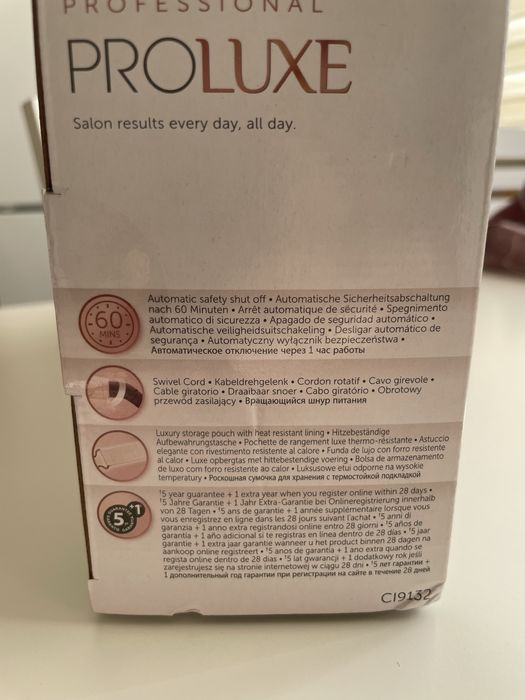 PROFESSIONAL
PROLUXE
Salon results every day, all day.
60
MINS
Automatic safety shut off • Automatische Sicherheitsabschaltung
nach 60 Minuten • Arrêt automatique de sécurité • Spegnimento
automatico di sicurezza • Apagado de seguridad automático •
Automatische veiligheidsuitschakeling • Desligar automático de
segurança • Automatyczny wyłącznik bezpieczeństwa •
Автоматическое отключение через 1 час работы
Swivel Cord • Kabeldrehgelenk • Cordon rotatif • Cavo girevole •
Cable giratorio • Draaibaar snoer • Cabo giratório • Obrotowy
przewód zasilający • Вращающийся шнур питания
Luxury storage pouch with heat resistant lining • Hitzebeständige
Aufbewahrungstasche • Pochette de rangement luxe thermo-résistante • Astuccio
elegante con rivestimento resistente al calore • Funda de lujo con forro resistente
al calor • Luxe opbergtas met hittebestendige voering • Bolsa de armazenamento
de luxo com forro resistente ao calor • Luksusowe etui odporne na wysokie
temperatury • Роскошная сумочка для хранения с термостойкой подкладкой
5+1
¹5 year guarantee + 1 extra year when you register online within 28 days •
¹5 Jahre Garantie + 1 Jahr Extra-Garantie bei Onlineregistrierung innerhalb
von 28 Tagen • ¹5 ans de garantie + 1 année supplémentaire lorsque vous
vous enregistrez en ligne dans les 28 jours suivant l'achat • ¹5 anni di
garanzia + 1 anno extra registrandosi online entro 28 giorni • ¹5 años de
garantía + 1 año adicional si te registras en línea dentro de 28 días • ¹5 jaar
garantie + 1 extra jaar garantie wanneer u het product binnen 28 dagen na
aankoop online registreert • ¹5 anos de garantia + 1 ano extra quando se
regista online dentro de 28 dias • ¹5 lat gwarancji + 1 dodatkowy rok jeśli
zarejestrujesz się na stronie internetowej w ciągu 28 dni • ¹5 лет гарантии +
1 дополнительный год гарантии при регистрации на сайте в течение 28 дней
CI9132